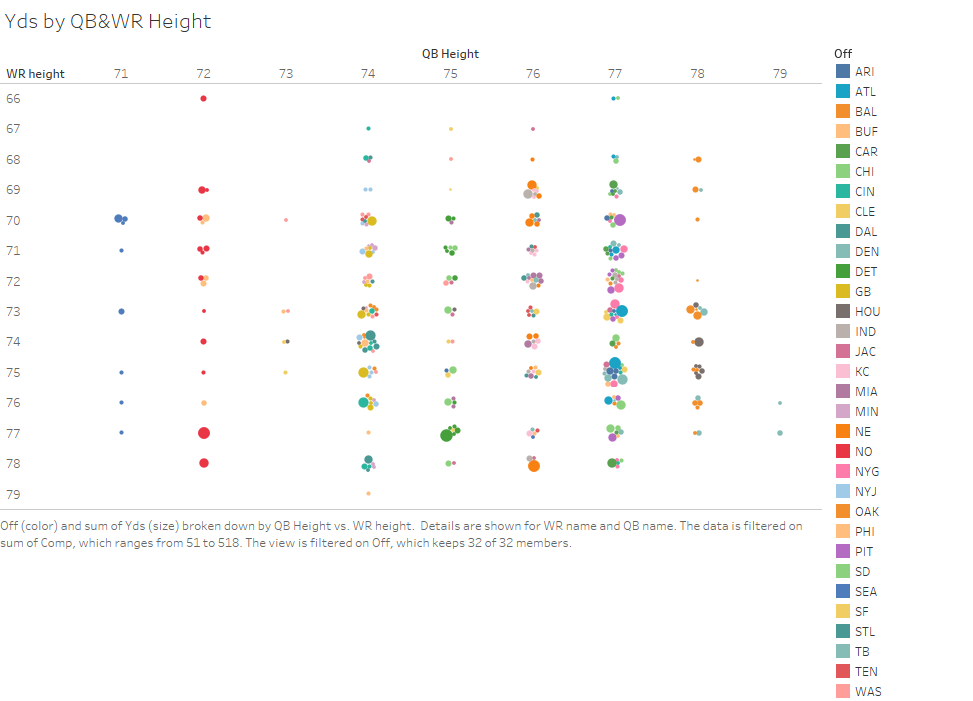 Yds by QB&WR Height
QB Height
Off
WR height 71 72 73 74 75 76 77 78 79
66
67
68
69
70
71
72
73
74
75
76
77
78
79
Off (color) and sum of Yds (size) broken down by QB Height vs. WR height. Details are shown for WR name and QB name. The data is filtered on
sum of Comp, which ranges from 51 to 518. The view is filtered on Off, which keeps 32 of 32 members.
ARI
ATL
BAL
BUF
CAR
CHI
CIN
CLE
DAL
DEN
DET
GB
HOU
IND
JAC
KC
MIA
MIN
NE
NO
NYG
NYJ
OAK
PHI
PIT
SD
SEA
SF
STL
TB
TEN
WAS